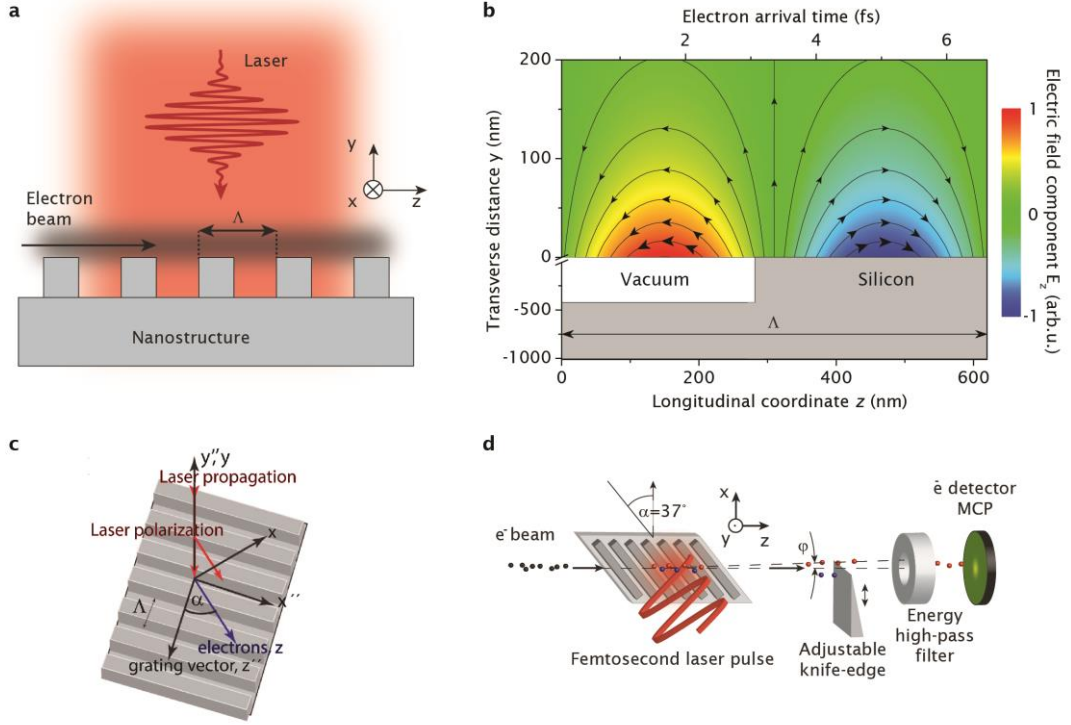 a
Laser
y
x
z
Electron
beam
Λ
Nanostructure
b
Electron arrival time (fs)
2
4
6
Transverse distance y (nm)
200
100
0
-500
-1000
Vacuum
Silicon
Λ
0
100
200
300
400
500
600
Longitudinal coordinate z (nm)
1
0
-1
Electric field component E_z (arb.u.)
c
y'',y
Laser propagation
Laser polarization
x
x''
α
Λ
electrons, z
grating vector, z''
d
e⁻ beam
α=37°
x
y
z
φ
e⁻ detector
MCP
Femtosecond laser pulse
Adjustable
knife-edge
Energy
high-pass
filter